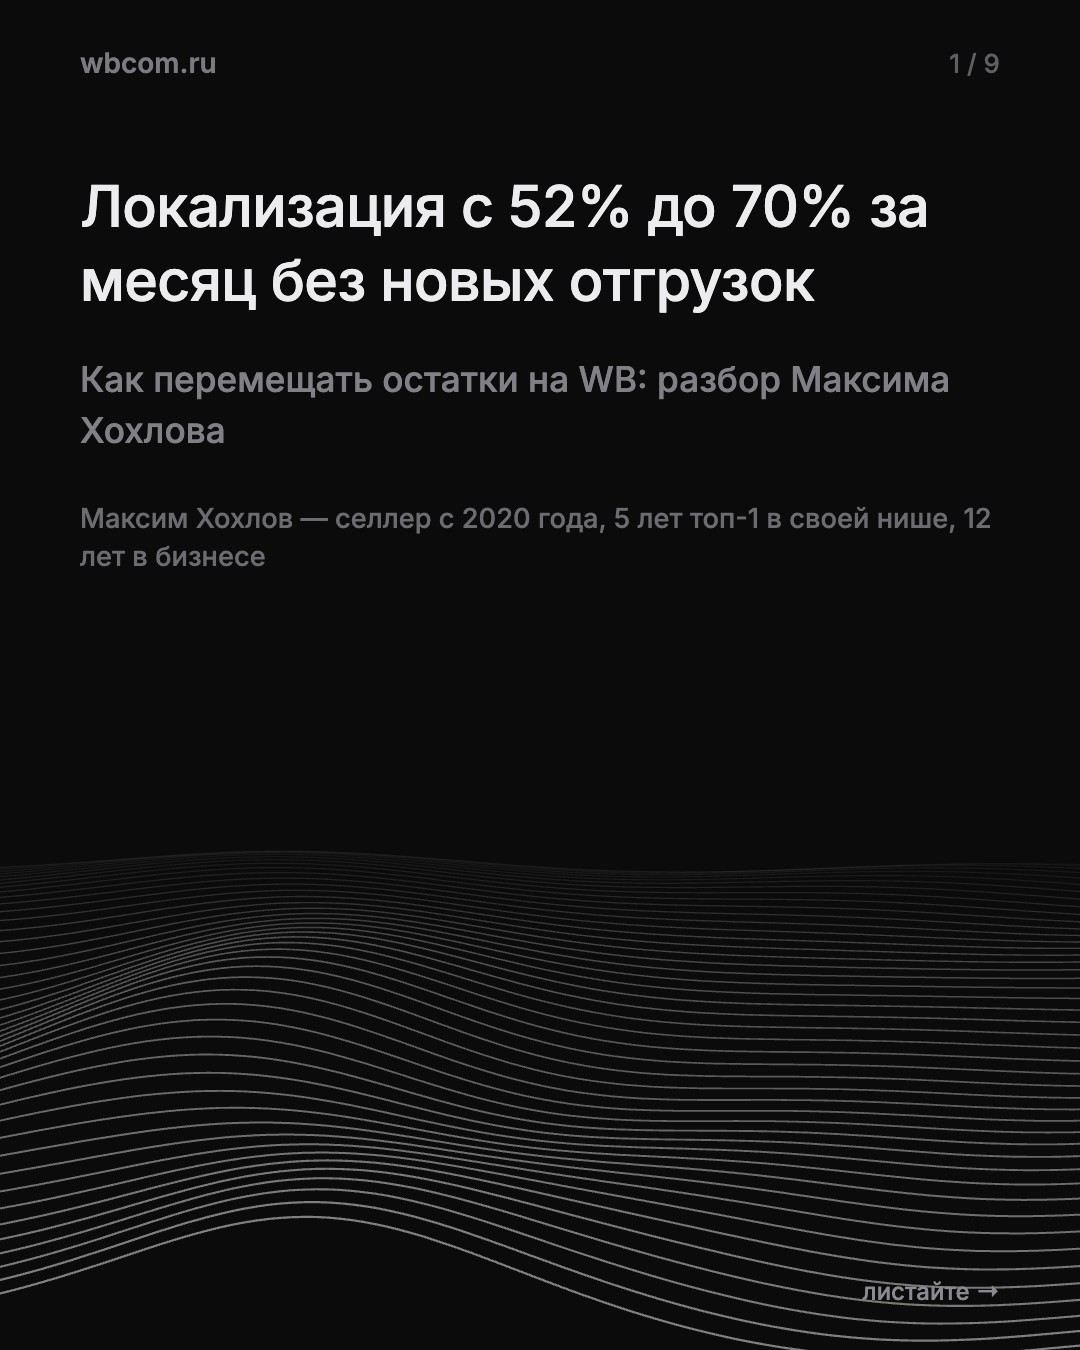 wbcom.ru
1 / 9
Локализация с 52% до 70% за
месяц без новых отгрузок
Как перемещать остатки на WB: разбор Максима
Хохлова
Максим Хохлов — селлер с 2020 года, 5 лет топ-1 в своей нише, 12
лет в бизнесе
листайте →